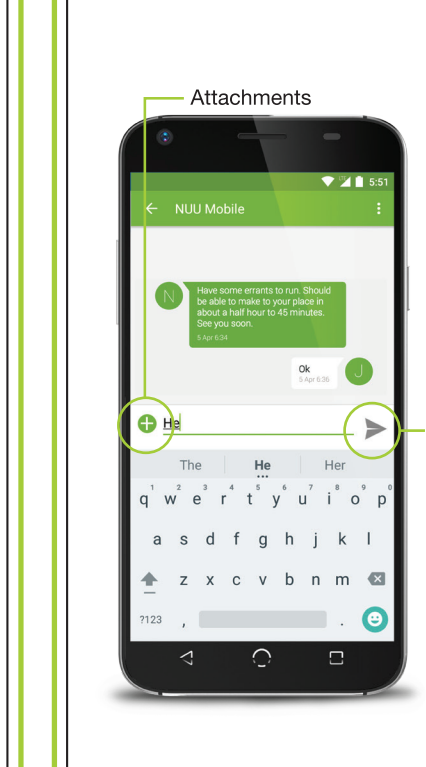 Attachments
LTE 5:51
NUU Mobile
N
Have some errants to run. Should
be able to make to your place in
about a half hour to 45 minutes.
See you soon.
5 Apr 6:34
Ok
5 Apr 6:36
J
He
The He Her
1 2 3 4 5 6 7 8 9 0
q w e r t y u i o p
a s d f g h j k l
z x c v b n m
?123 , .